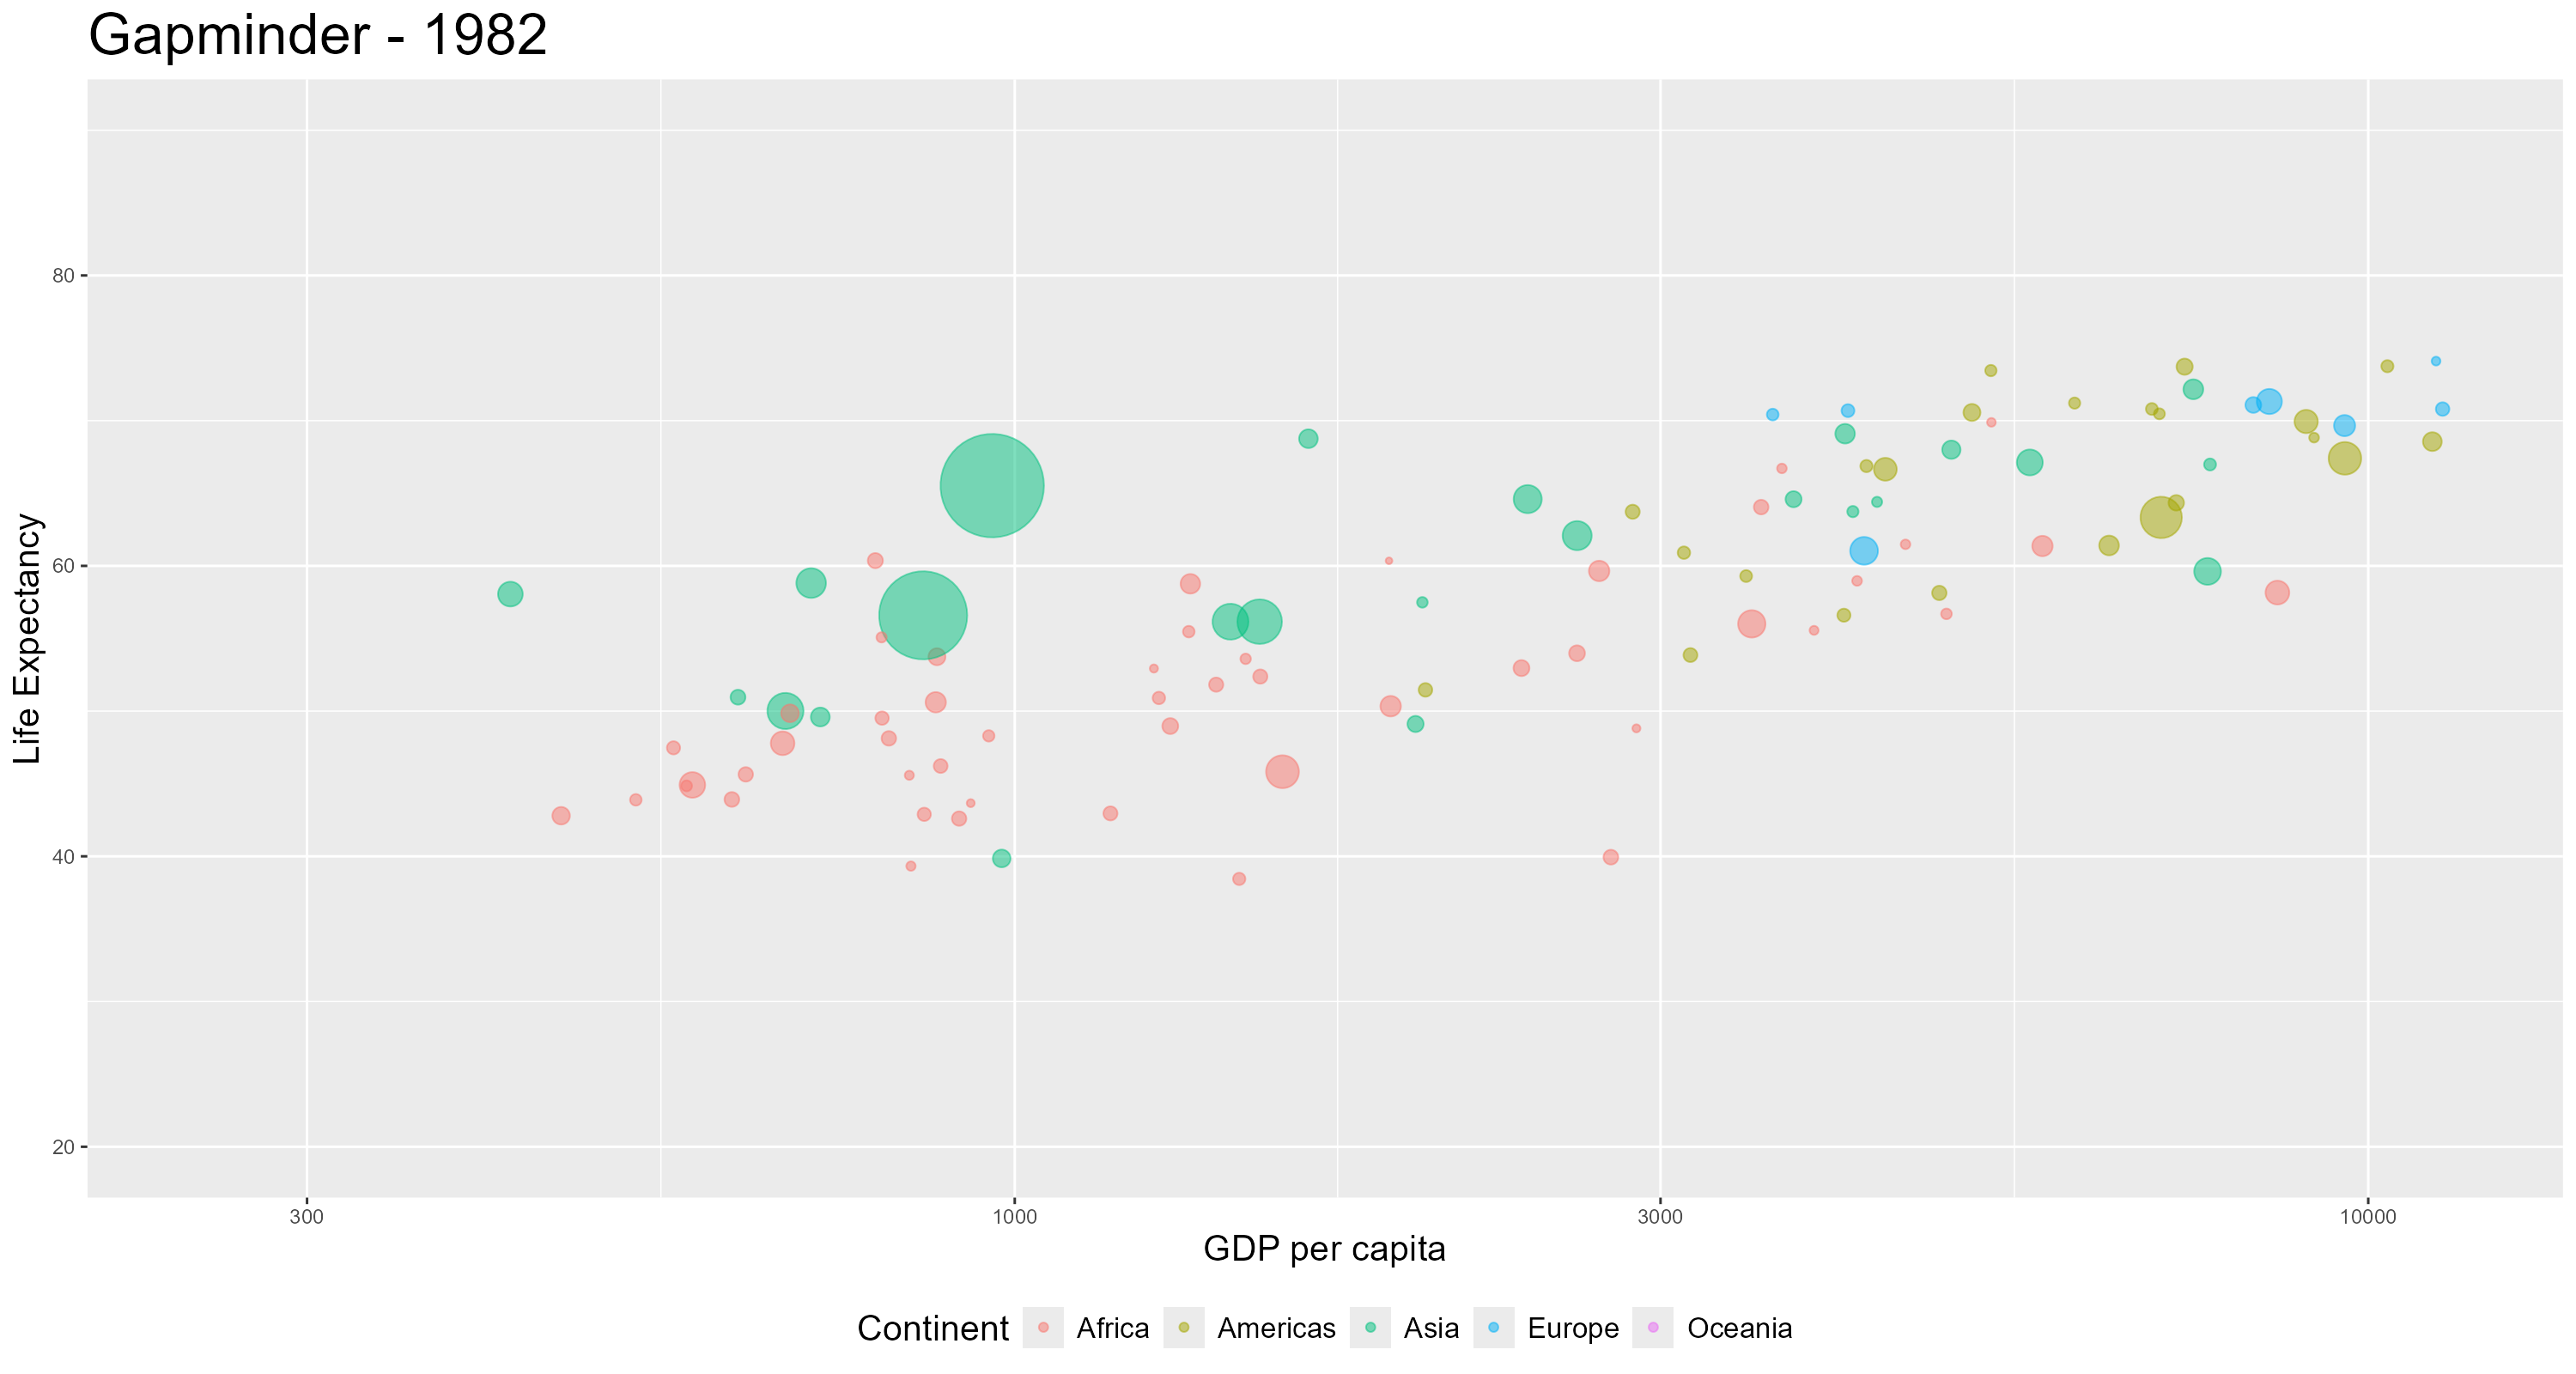 Gapminder - 1982
Life Expectancy
80
60
40
20
300 1000 3000 10000
GDP per capita
Continent Africa Americas Asia Europe Oceania